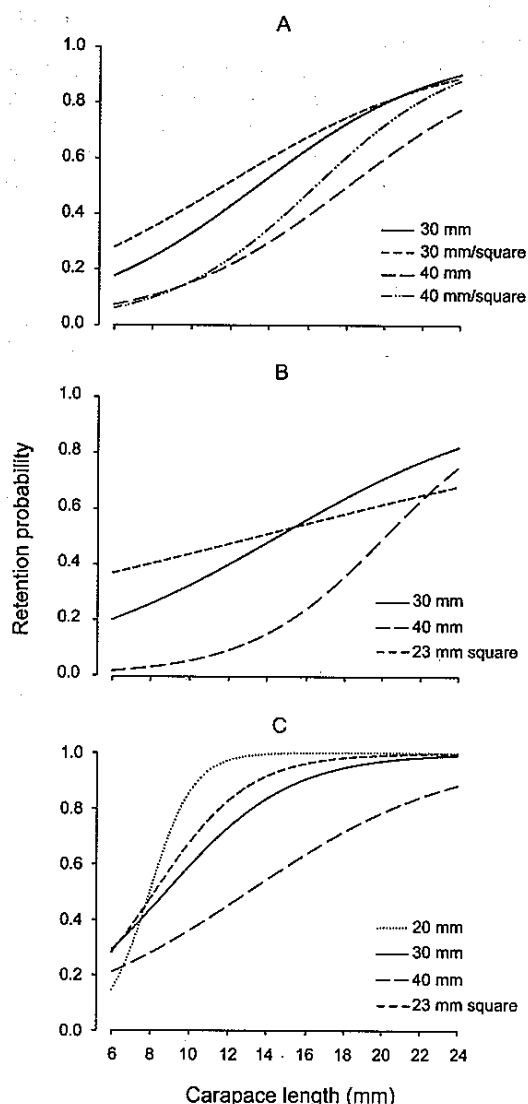 A
1.0
0.8
0.6
0.4
0.2
0.0
30 mm
30 mm/square
40 mm
40 mm/square
B
Retention probability
1.0
0.8
0.6
0.4
0.2
0.0
30 mm
40 mm
23 mm square
C
1.0
0.8
0.6
0.4
0.2
0.0
20 mm
30 mm
40 mm
23 mm square
6 8 10 12 14 16 18 20 22 24
Carapace length (mm)